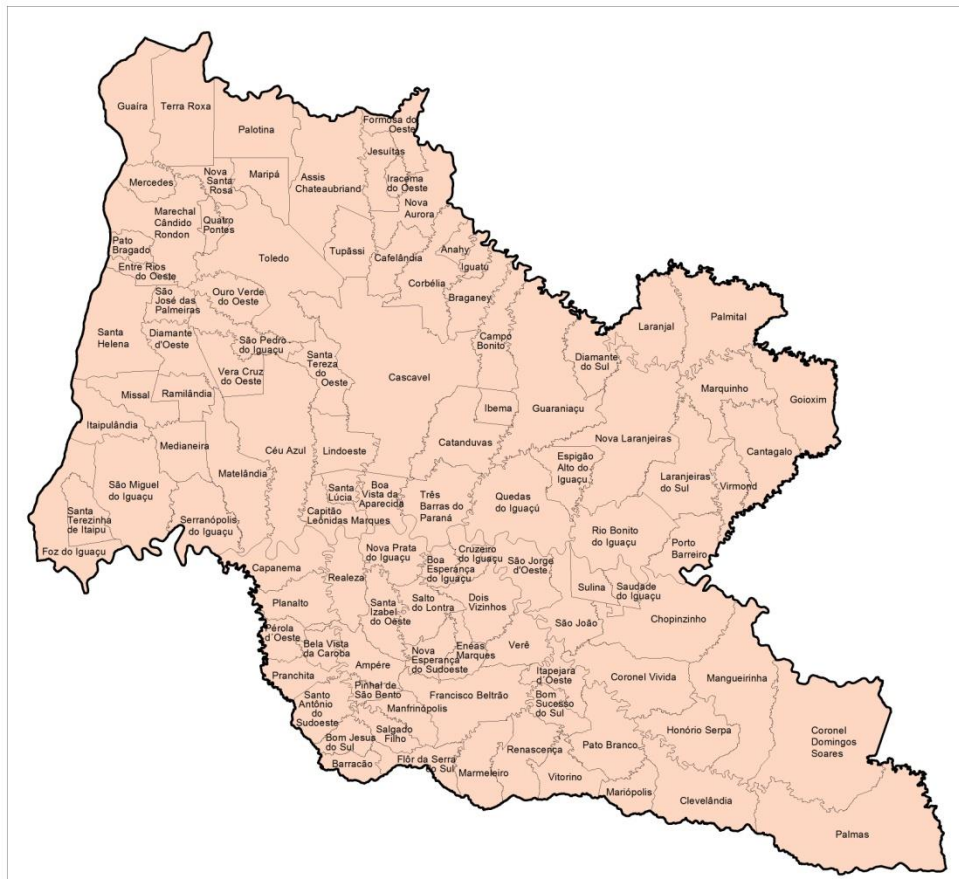 Guaíra
Terra Roxa
Palotina
Formosa do
Oeste
Jesuítas
Iracema
do Oeste
Nova
Aurora
Assis
Chateaubriand
Maripá
Nova
Santa
Rosa
Mercedes
Marechal
Cândido
Rondon
Quatro
Pontes
Pato
Bragado
Entre Rios
do Oeste
Toledo
Tupãssi
Cafelândia
Anahy
Iguatu
Corbélia
Braganey
São
José das
Palmeiras
Ouro Verde
do Oeste
Santa
Helena
Diamante
d'Oeste
São Pedro
do Iguaçu
Vera Cruz
do Oeste
Santa
Tereza
do
Oeste
Cascavel
Campo
Bonito
Diamante
do Sul
Laranjal
Palmital
Marquinho
Goioxim
Missal
Ramilândia
Itaipulândia
Medianeira
Ibema
Guaraniaçu
Catanduvas
Nova Laranjeiras
Cantagalo
Céu Azul
Lindoeste
Matelândia
São Miguel
do Iguaçu
Espigão
Alto do
Iguaçu
Laranjeiras
do Sul
Virmond
Santa
Lúcia
Boa
Vista da
Aparecida
Três
Barras do
Paraná
Quedas
do Iguaçú
Capitão
Leônidas Marques
Santa
Terezinha
de Itaipu
Serranópolis
do Iguaçu
Foz do Iguaçu
Rio Bonito
do Iguaçu
Porto
Barreiro
Capanema
Nova Prata
do Iguaçu
Realeza
Boa
Esperança
do Iguaçu
Cruzeiro
do Iguaçu
São Jorge
d'Oeste
Sulina
Saudade
do Iguaçu
Planalto
Santa
Izabel
do Oeste
Salto
do Lontra
Dois
Vizinhos
São João
Chopinzinho
Pérola
d´Oeste
Bela Vista
da Caroba
Nova
Esperança
do Sudoeste
Enéas
Marques
Verê
Pranchita
Ampére
Itapejara
d´Oeste
Coronel Vivida
Mangueirinha
Pinhal de
São Bento
Francisco Beltrão
Bom
Sucesso
do Sul
Santo
Antônio
do
Sudoeste
Manfrinópolis
Salgado
Filho
Honório Serpa
Coronel
Domingos
Soares
Bom Jesus
do Sul
Barracão
Flôr da Serra
do Sul
Marmeleiro
Renascença
Vitorino
Pato Branco
Mariópolis
Clevelândia
Palmas